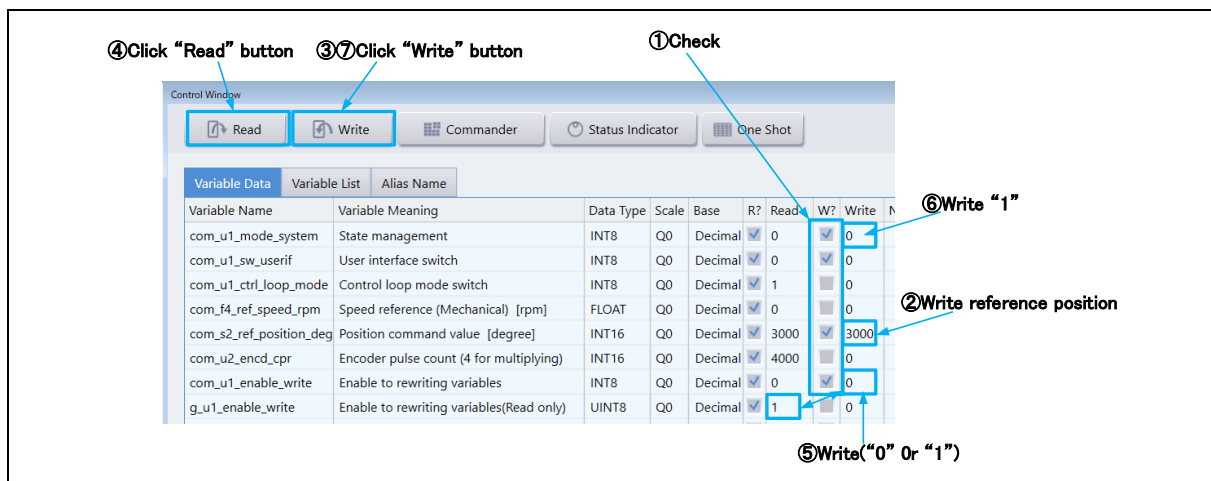 ④Click “Read” button ③⑦Click “Write” button ①Check
Control Window
Read Write Commander Status Indicator One Shot
Variable Data Variable List Alias Name
Variable Name Variable Meaning Data Type Scale Base R? Read W? Write N
⑥Write “1”
com_u1_mode_system State management INT8 Q0 Decimal 0 0
com_u1_sw_userif User interface switch INT8 Q0 Decimal 0 0
com_u1_ctrl_loop_mode Control loop mode switch INT8 Q0 Decimal 1 0
com_f4_ref_speed_rpm Speed reference (Mechanical) [rpm] FLOAT Q0 Decimal 0 0
②Write reference position
com_s2_ref_position_deg Position command value [degree] INT16 Q0 Decimal 3000 3000
com_u2_encd_cpr Encoder pulse count (4 for multiplying) INT16 Q0 Decimal 4000 0
com_u1_enable_write Enable to rewriting variables INT8 Q0 Decimal 0 0
g_u1_enable_write Enable to rewriting variables(Read only) UINT8 Q0 Decimal 1 0
⑤Write(“0” 0r “1”)